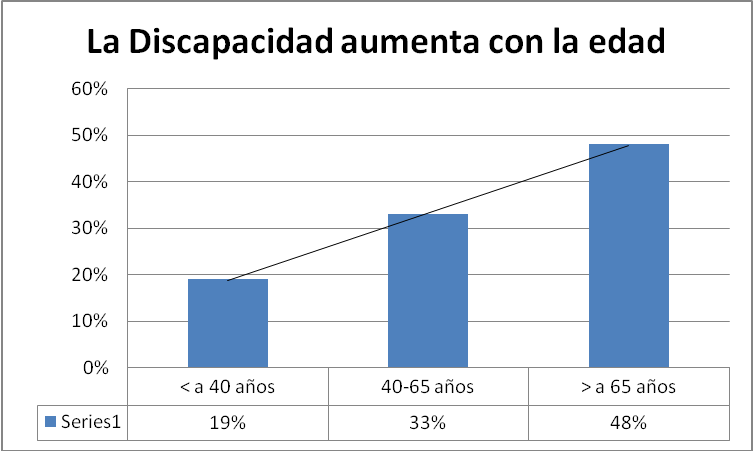 La Discapacidad aumenta con la edad
60%
50%
40%
30%
20%
10%
0%
< a 40 años 40-65 años > a 65 años
Series1 19% 33% 48%